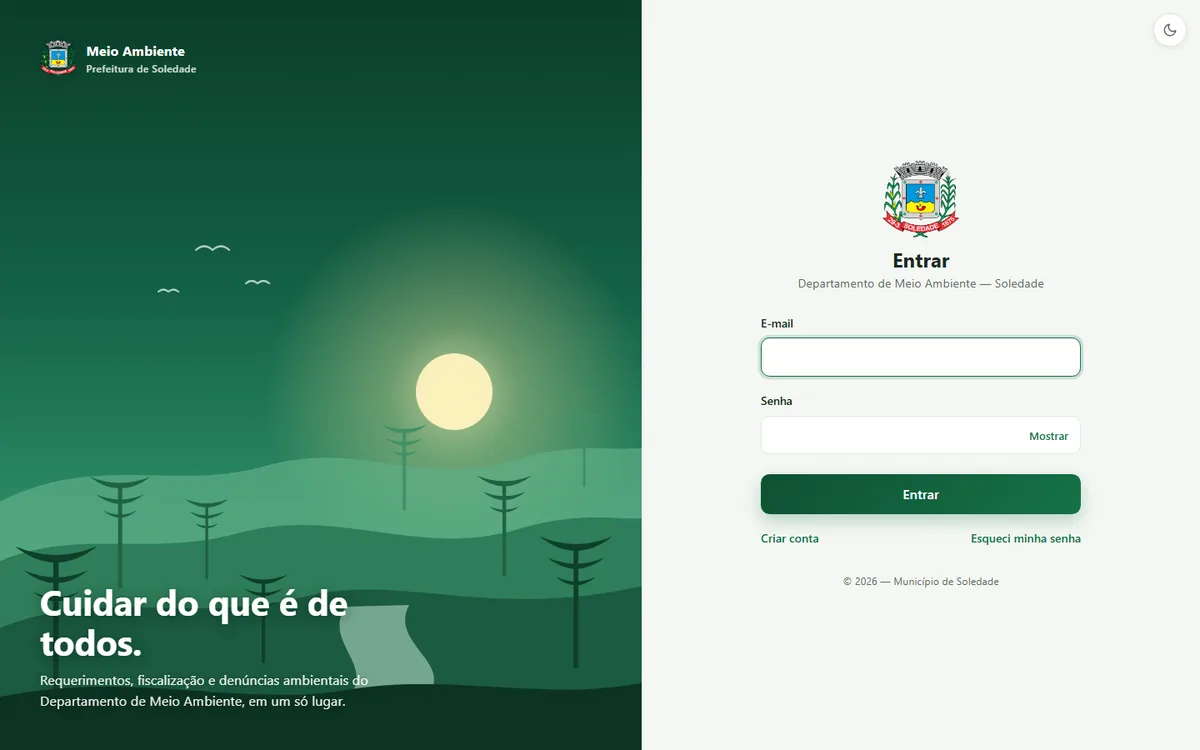 Meio Ambiente
Prefeitura de Soledade
Cuidar do que é de
todos.
Requerimentos, fiscalização e denúncias ambientais do
Departamento de Meio Ambiente, em um só lugar.
SOLEDADE
Entrar
Departamento de Meio Ambiente — Soledade
E-mail
Senha
Mostrar
Entrar
Criar conta
Esqueci minha senha
© 2026 — Município de Soledade